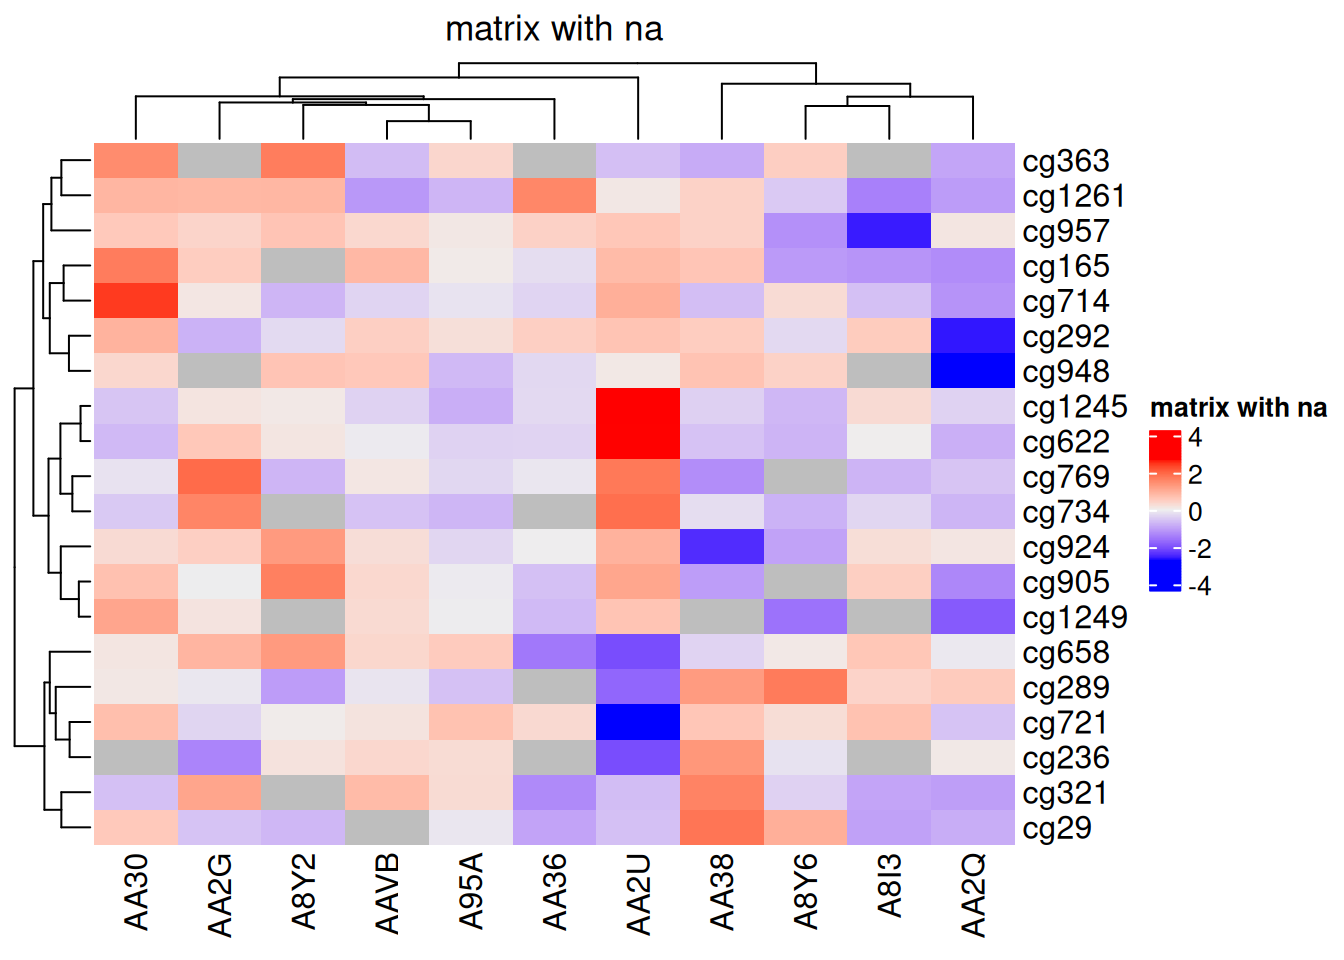 matrix with na
cg363
cg1261
cg957
cg165
cg714
cg292
cg948
cg1245
cg622
cg769
cg734
cg924
cg905
cg1249
cg658
cg289
cg721
cg236
cg321
cg29
matrix with na
4
2
0
-2
-4
AA30
AA2G
A8Y2
AAVB
A95A
AA36
AA2U
AA38
A8Y6
A8I3
AA2Q